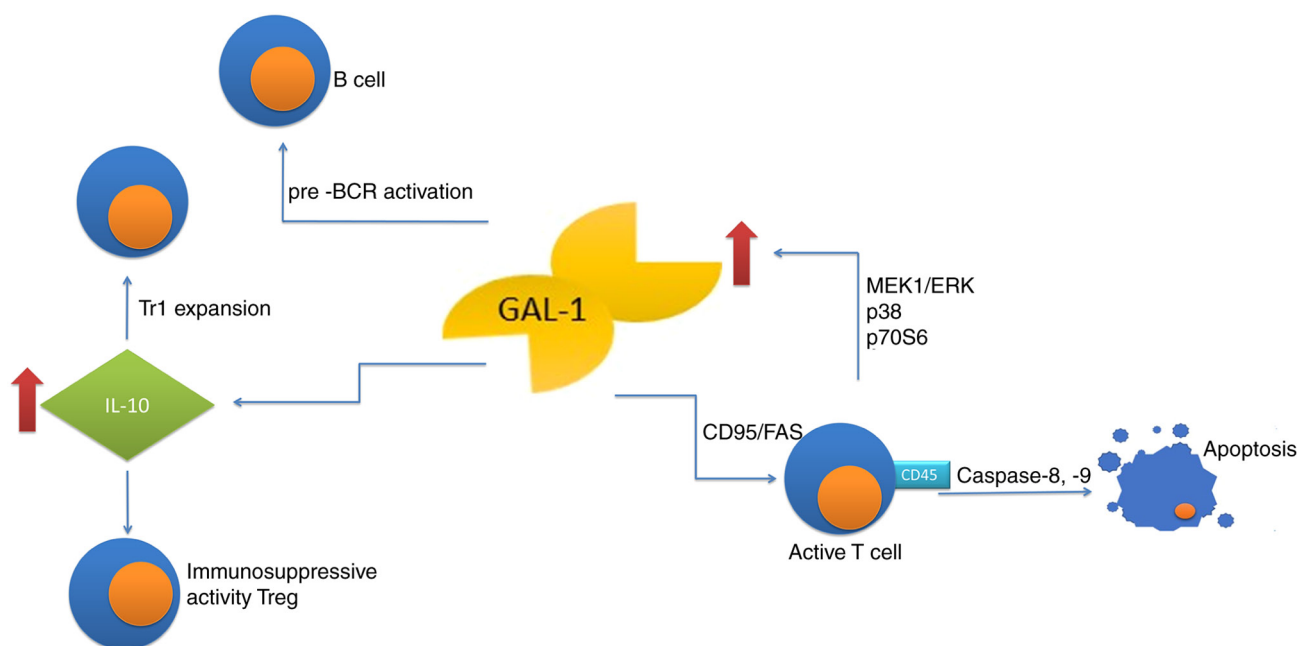 B cell
pre -BCR activation
Tr1 expansion
GAL-1
MEK1/ERK
p38
p70S6
IL-10
CD95/FAS
CD45
Caspase-8, -9
Apoptosis
Active T cell
Immunosuppressive
activity Treg